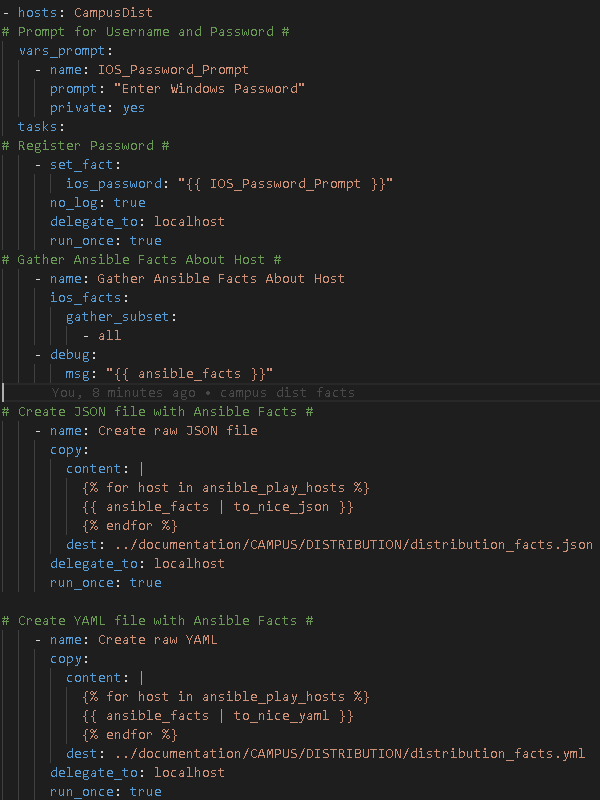 - hosts: CampusDist
# Prompt for Username and Password #
vars_prompt:
- name: IOS_Password_Prompt
prompt: "Enter Windows Password"
private: yes
tasks:
# Register Password #
- set_fact:
ios_password: "{{ IOS_Password_Prompt }}"
no_log: true
delegate_to: localhost
run_once: true
# Gather Ansible Facts About Host #
- name: Gather Ansible Facts About Host
ios_facts:
gather_subset:
- all
- debug:
msg: "{{ ansible_facts }}"
You, 8 minutes ago • campus dist facts
# Create JSON file with Ansible Facts #
- name: Create raw JSON file
copy:
content: |
{% for host in ansible_play_hosts %}
{{ ansible_facts | to_nice_json }}
{% endfor %}
dest: ../documentation/CAMPUS/DISTRIBUTION/distribution_facts.json
delegate_to: localhost
run_once: true
# Create YAML file with Ansible Facts #
- name: Create raw YAML
copy:
content: |
{% for host in ansible_play_hosts %}
{{ ansible_facts | to_nice_yaml }}
{% endfor %}
dest: ../documentation/CAMPUS/DISTRIBUTION/distribution_facts.yml
delegate_to: localhost
run_once: true